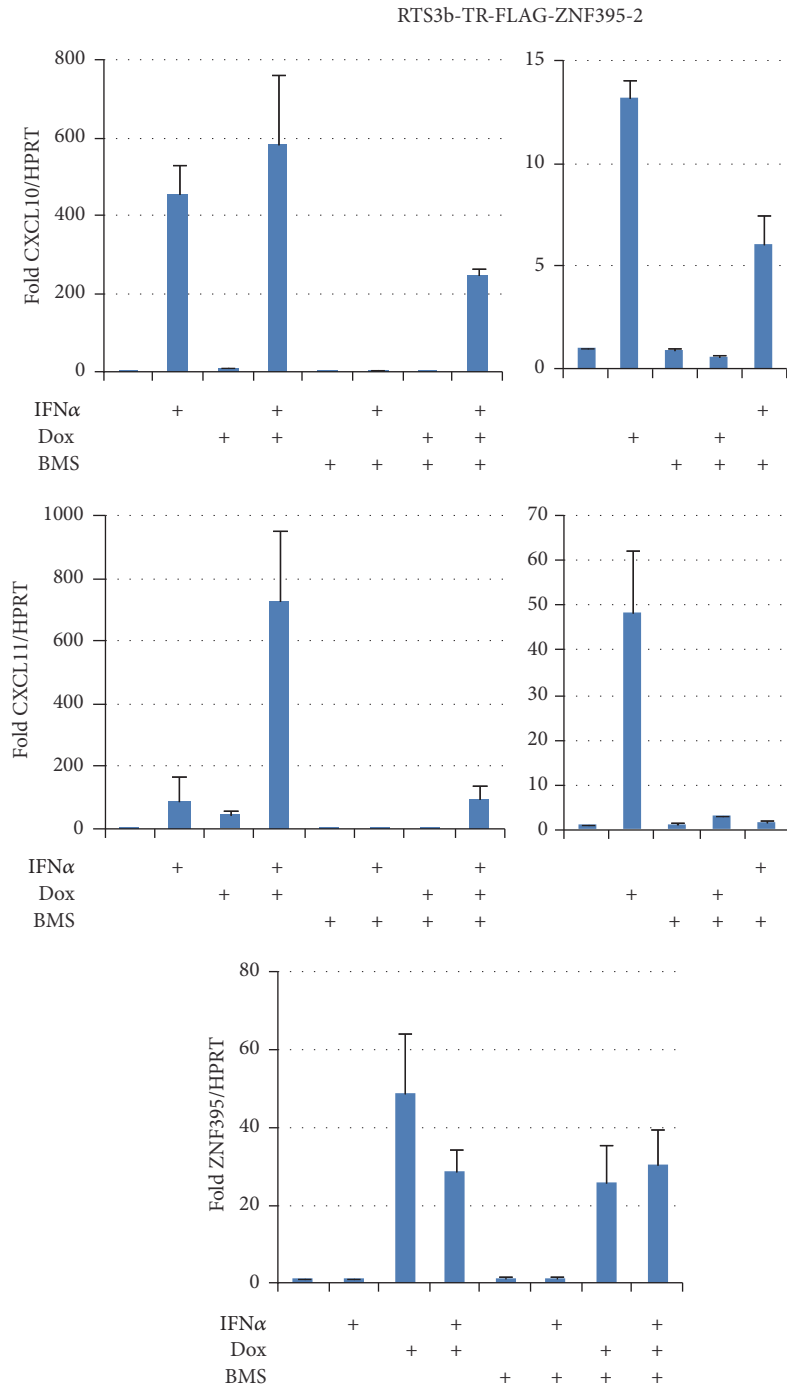 RTS3b-TR-FLAG-ZNF395-2
Fold CXCL10/HPRT
800
600
400
200
0
15
10
5
0
IFNα + + + + +
Dox + + + + + +
BMS + + + + + + +
Fold CXCL11/HPRT
1000
800
600
400
200
0
70
60
50
40
30
20
10
0
IFNα + + + + +
Dox + + + + + +
BMS + + + + + + +
Fold ZNF395/HPRT
80
60
40
20
0
IFNα + + + +
Dox + + + +
BMS + + + +